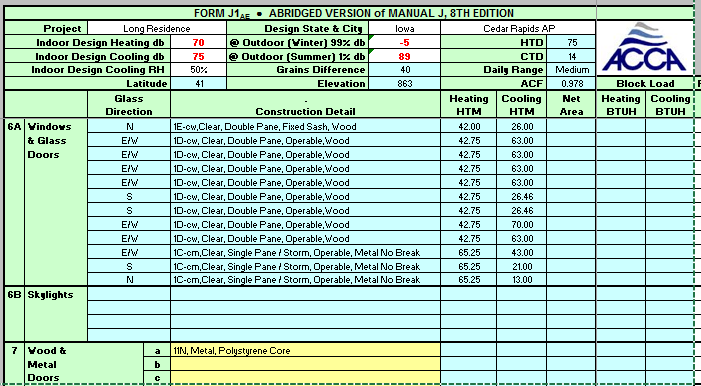 FORM J1AE ● ABRIDGED VERSION of MANUAL J, 8TH EDITION
Project Long Residence Design State & City Iowa Cedar Rapids AP
Indoor Design Heating db 70 @ Outdoor (Winter) 99% db -5 HTD 75
Indoor Design Cooling db 75 @ Outdoor (Summer) 1% db 89 CTD 14
Indoor Design Cooling RH 50% Grains Difference 40 Daily Range Medium
Latitude 41 Elevation 863 ACF 0.978
ACCA
Block Load
Glass Direction . Construction Detail Heating HTM Cooling HTM Net Area Heating BTUH Cooling BTUH
6A Windows N 1E-cw,Clear, Double Pane, Fixed Sash, Wood 42.00 26.00
& Glass E/W 1D-cw, Clear, Double Pane, Operable,Wood 42.75 63.00
Doors E/W 1D-cw, Clear, Double Pane, Operable,Wood 42.75 63.00
E/W 1D-cw, Clear, Double Pane, Operable,Wood 42.75 63.00
E/W 1D-cw, Clear, Double Pane, Operable,Wood 42.75 63.00
S 1D-cw, Clear, Double Pane, Operable,Wood 42.75 26.46
S 1D-cw, Clear, Double Pane, Operable,Wood 42.75 26.46
E/W 1D-cw, Clear, Double Pane, Operable,Wood 42.75 70.00
E/W 1D-cw, Clear, Double Pane, Operable,Wood 42.75 63.00
E/W 1C-cm,Clear, Single Pane / Storm, Operable, Metal No Break 65.25 43.00
S 1C-cm,Clear, Single Pane / Storm, Operable, Metal No Break 65.25 21.00
N 1C-cm,Clear, Single Pane / Storm, Operable, Metal No Break 65.25 13.00
6B Skylights
7 Wood & a 11N, Metal, Polystyrene Core
Metal b
Doors c